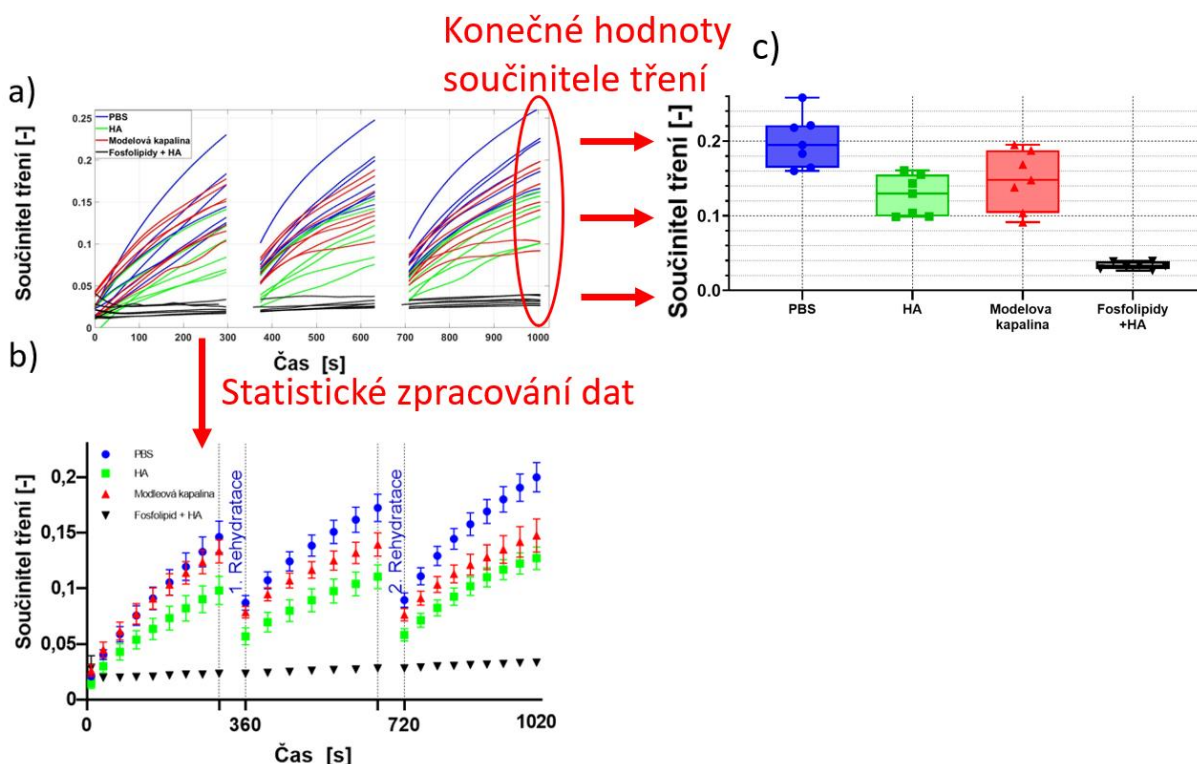 Konečné hodnoty
součinitele tření
a)
Součinitel tření [-]
0.25
0.2
0.15
0.1
0.05
0
PBS
HA
Modelová kapalina
Fosfolipidy + HA
0 100 200 300 400 500 600 700 800 900 1000
Čas [s]
c)
Součinitel tření [-]
0.2
0.1
0.0
PBS
HA
Modelova
kapalina
Fosfolipidy
+HA
Statistické zpracování dat
b)
Součinitel tření [-]
0,2
0,15
0,1
0,05
0
PBS
HA
Modleová kapalina
Fosfolipid + HA
1. Rehydratace
2. Rehydratace
0 360 720 1020
Čas [s]